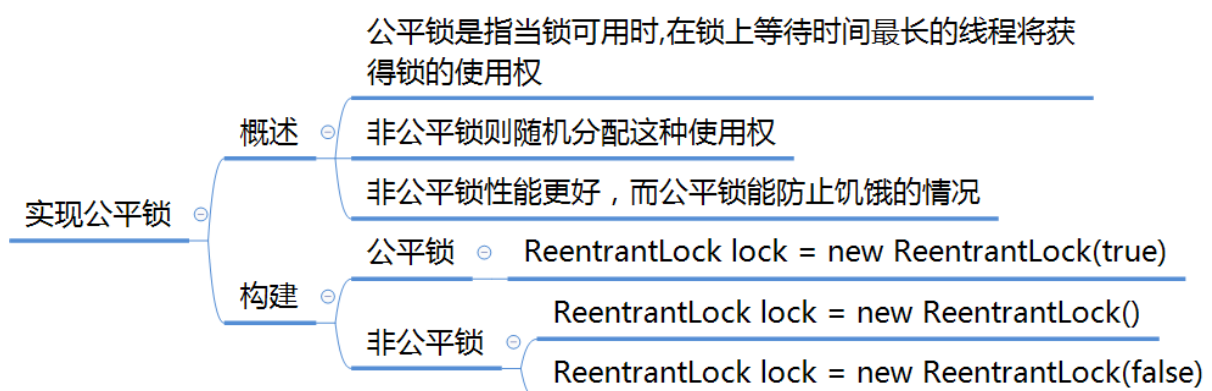 公平锁是指当锁可用时,在锁上等待时间最长的线程将获
得锁的使用权
概述
非公平锁则随机分配这种使用权
非公平锁性能更好，而公平锁能防止饥饿的情况
实现公平锁
公平锁
ReentrantLock lock = new ReentrantLock(true)
构建
ReentrantLock lock = new ReentrantLock()
非公平锁
ReentrantLock lock = new ReentrantLock(false)